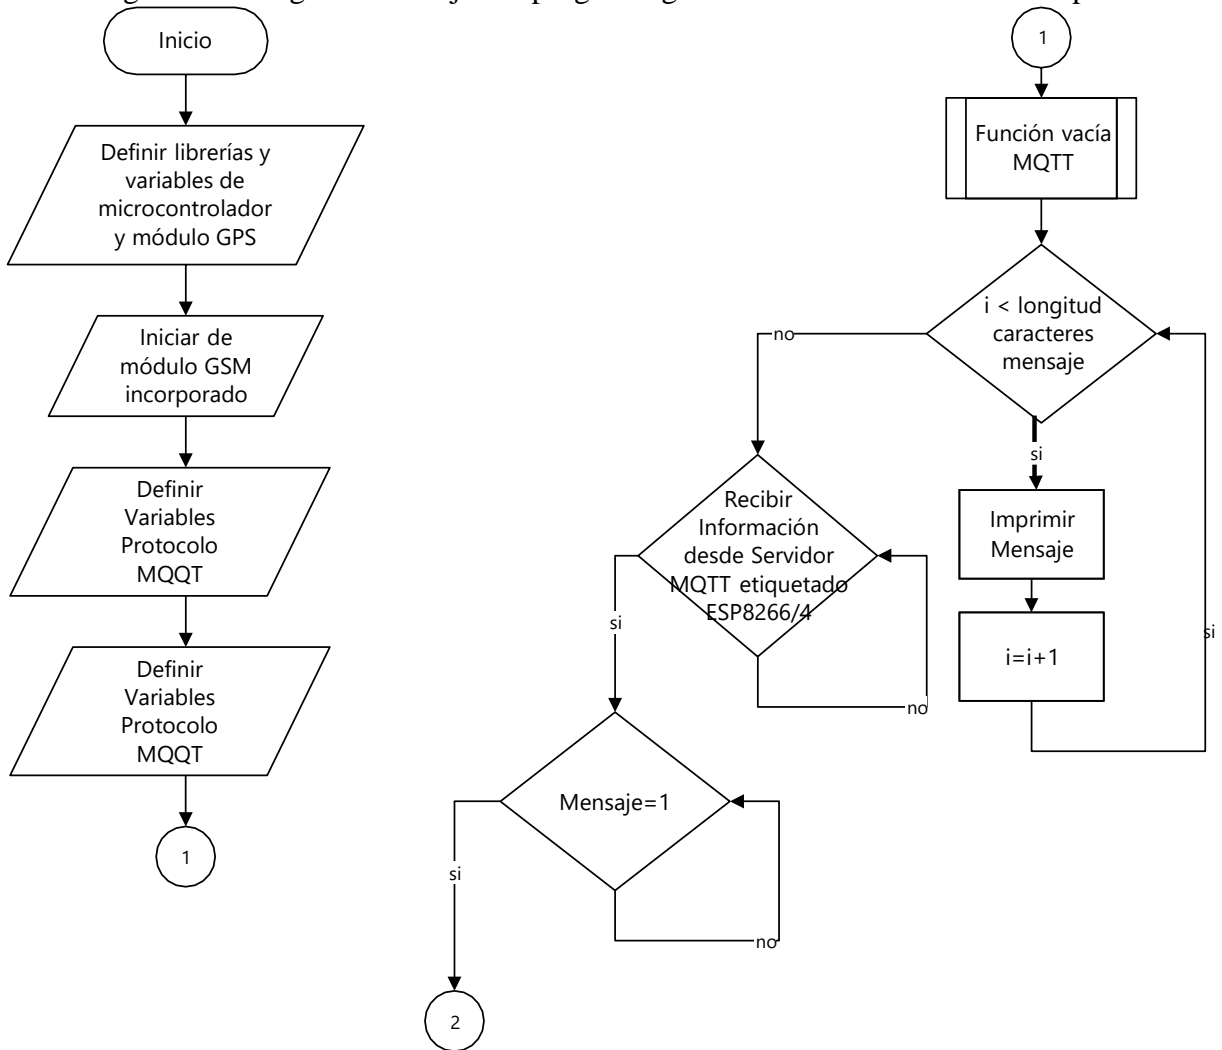 Inicio
Definir librerías y
variables de
microcontrolador
y módulo GPS
Iniciar de
módulo GSM
incorporado
Definir
Variables
Protocolo
MQQT
Definir
Variables
Protocolo
MQQT
1
1
Función vacía
MQTT
i < longitud
caracteres
mensaje
no
si
Imprimir
Mensaje
i=i+1
si
Recibir
Información
desde Servidor
MQTT etiquetado
ESP8266/4
si
no
Mensaje=1
si
no
2